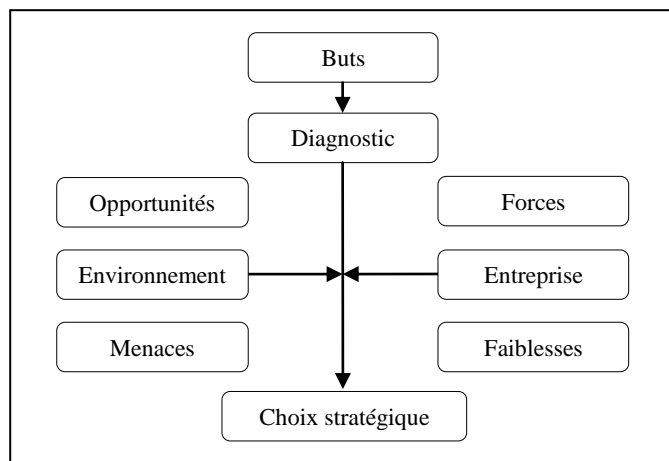 Buts
Diagnostic
Opportunités
Forces
Environnement
Entreprise
Menaces
Faiblesses
Choix stratégique